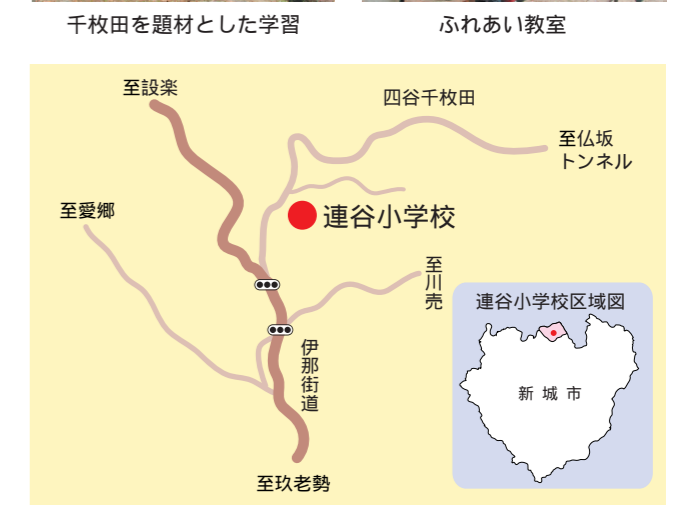 千枚田を題材とした学習
ふれあい教室
至設楽
四谷千枚田
至仏坂
トンネル
至愛郷
連谷小学校
至川売
連谷小学校区域図
伊那街道
新城市
至玖老勢